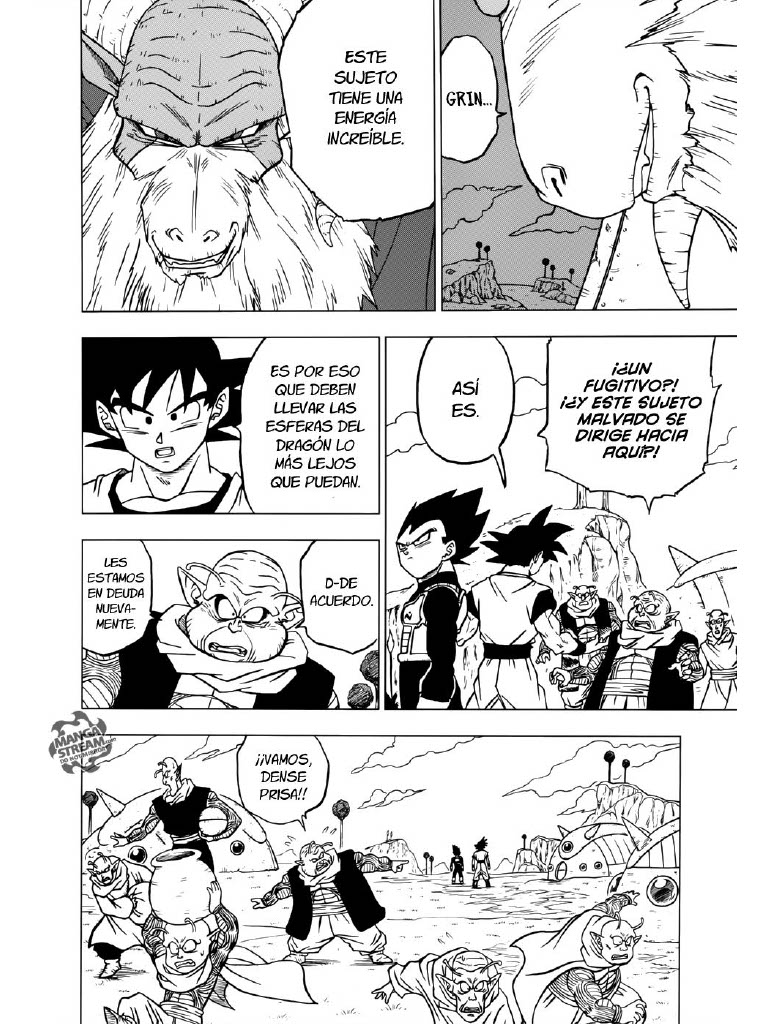 GRIN...
ESTE
SUJETO
TIENE UNA
ENERGÍA
INCREÍBLE.
¡¿UN
FUGITIVO?!
¡¿Y ESTE SUJETO
MALVADO SE
DIRIGE HACIA
AQUÍ?!
ASÍ
ES.
ES POR ESO
QUE DEBEN
LLEVAR LAS
ESFERAS DEL
DRAGÓN LO
MÁS LEJOS
QUE PUEDAN.
D-DE
ACUERDO.
LES
ESTAMOS
EN DEUDA
NUEVA-
MENTE.
¡¡VAMOS,
DENSE
PRISA!!
MANGA
STREAM